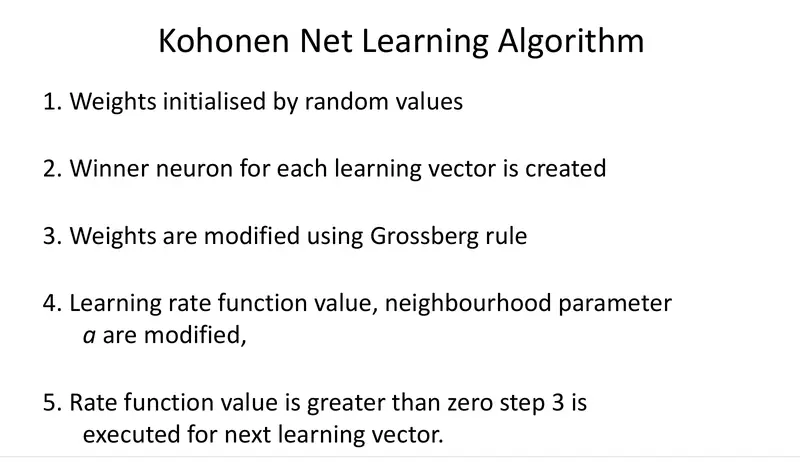 Kohonen Net Learning Algorithm
1. Weights initialised by random values
2. Winner neuron for each learning vector is created
3. Weights are modified using Grossberg rule
4. Learning rate function value, neighbourhood parameter
a are modified,
5. Rate function value is greater than zero step 3 is
executed for next learning vector.